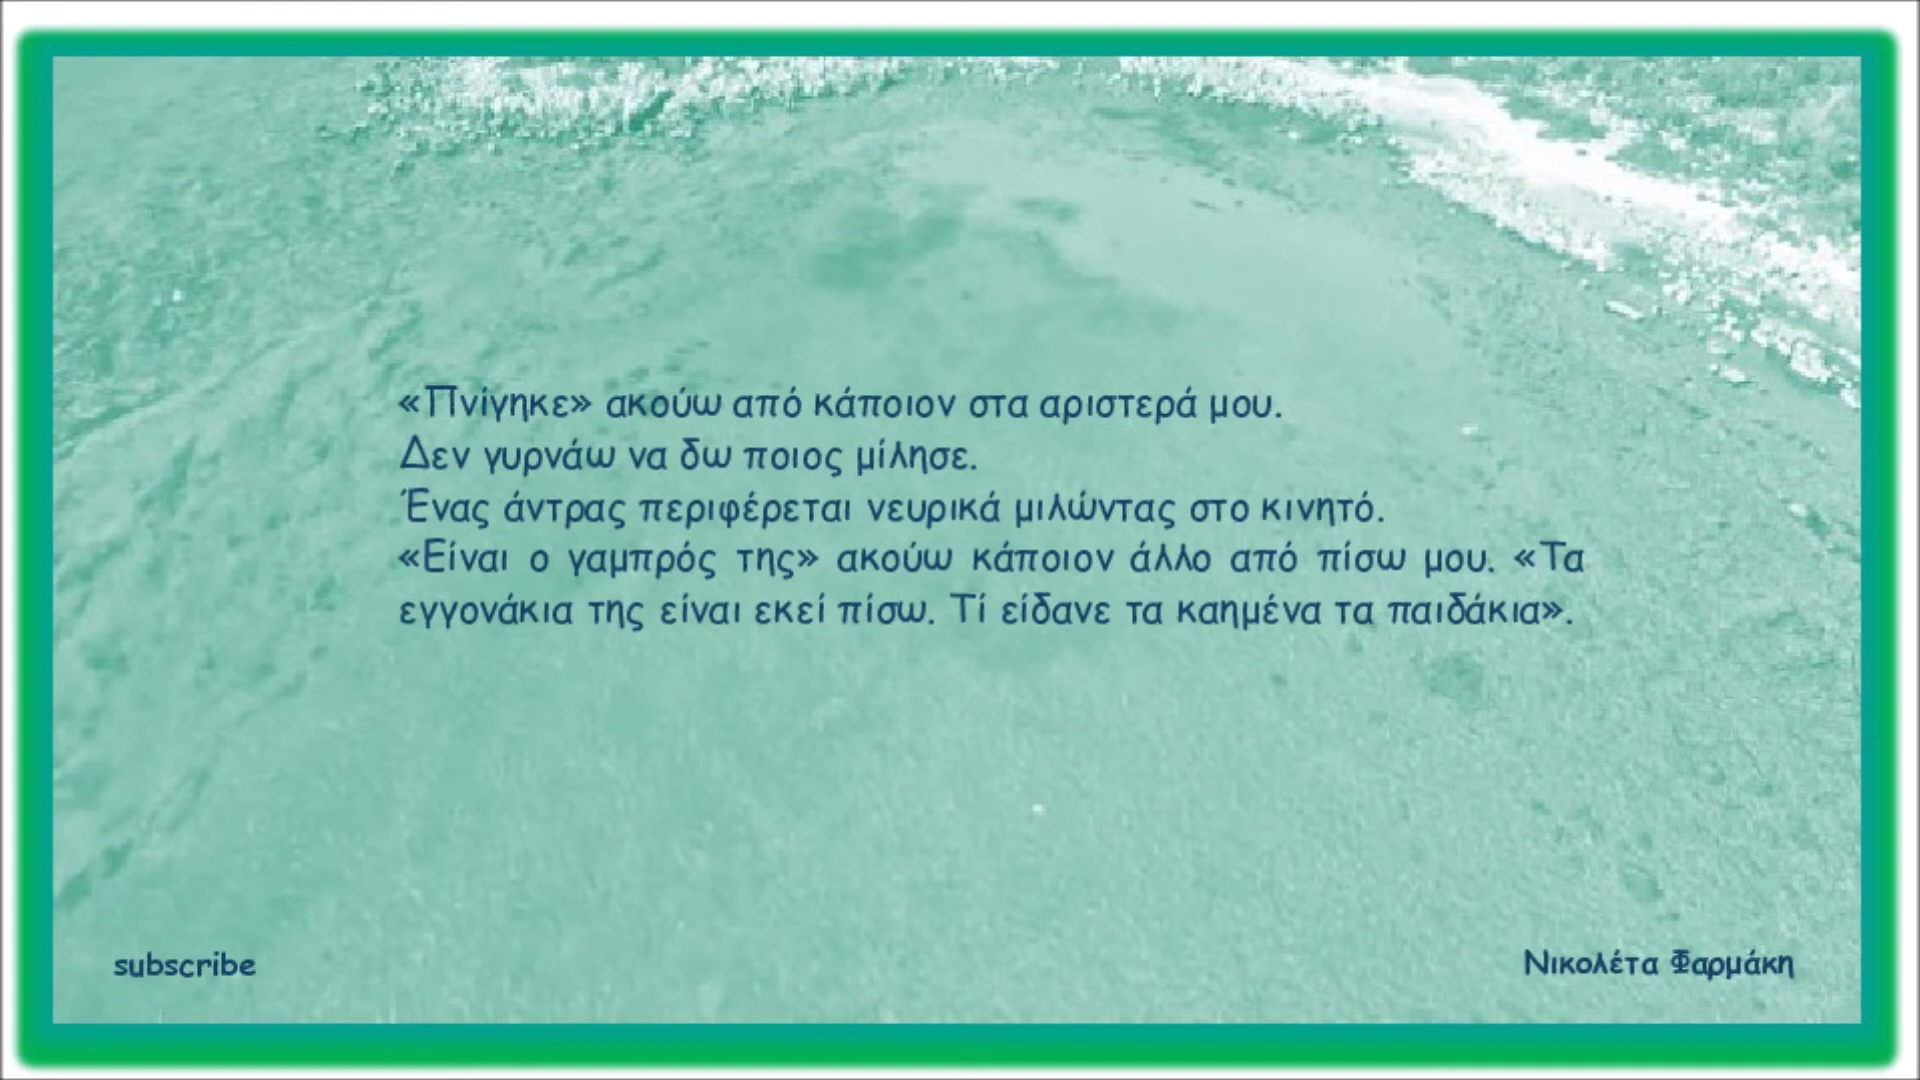 «Πνίγηκε» ακούω από κάποιον στα αριστερά μου.
Δεν γυρνάω να δω ποιος μίλησε.
Ένας άντρας περιφέρεται νευρικά μιλώντας στο κινητό.
«Είναι ο γαμπρός της» ακούω κάποιον άλλο από πίσω μου. «Τα
εγγονάκια της είναι εκεί πίσω. Τί είδανε τα καημένα τα παιδάκια».
subscribe
Νικολέτα Φαρμάκη